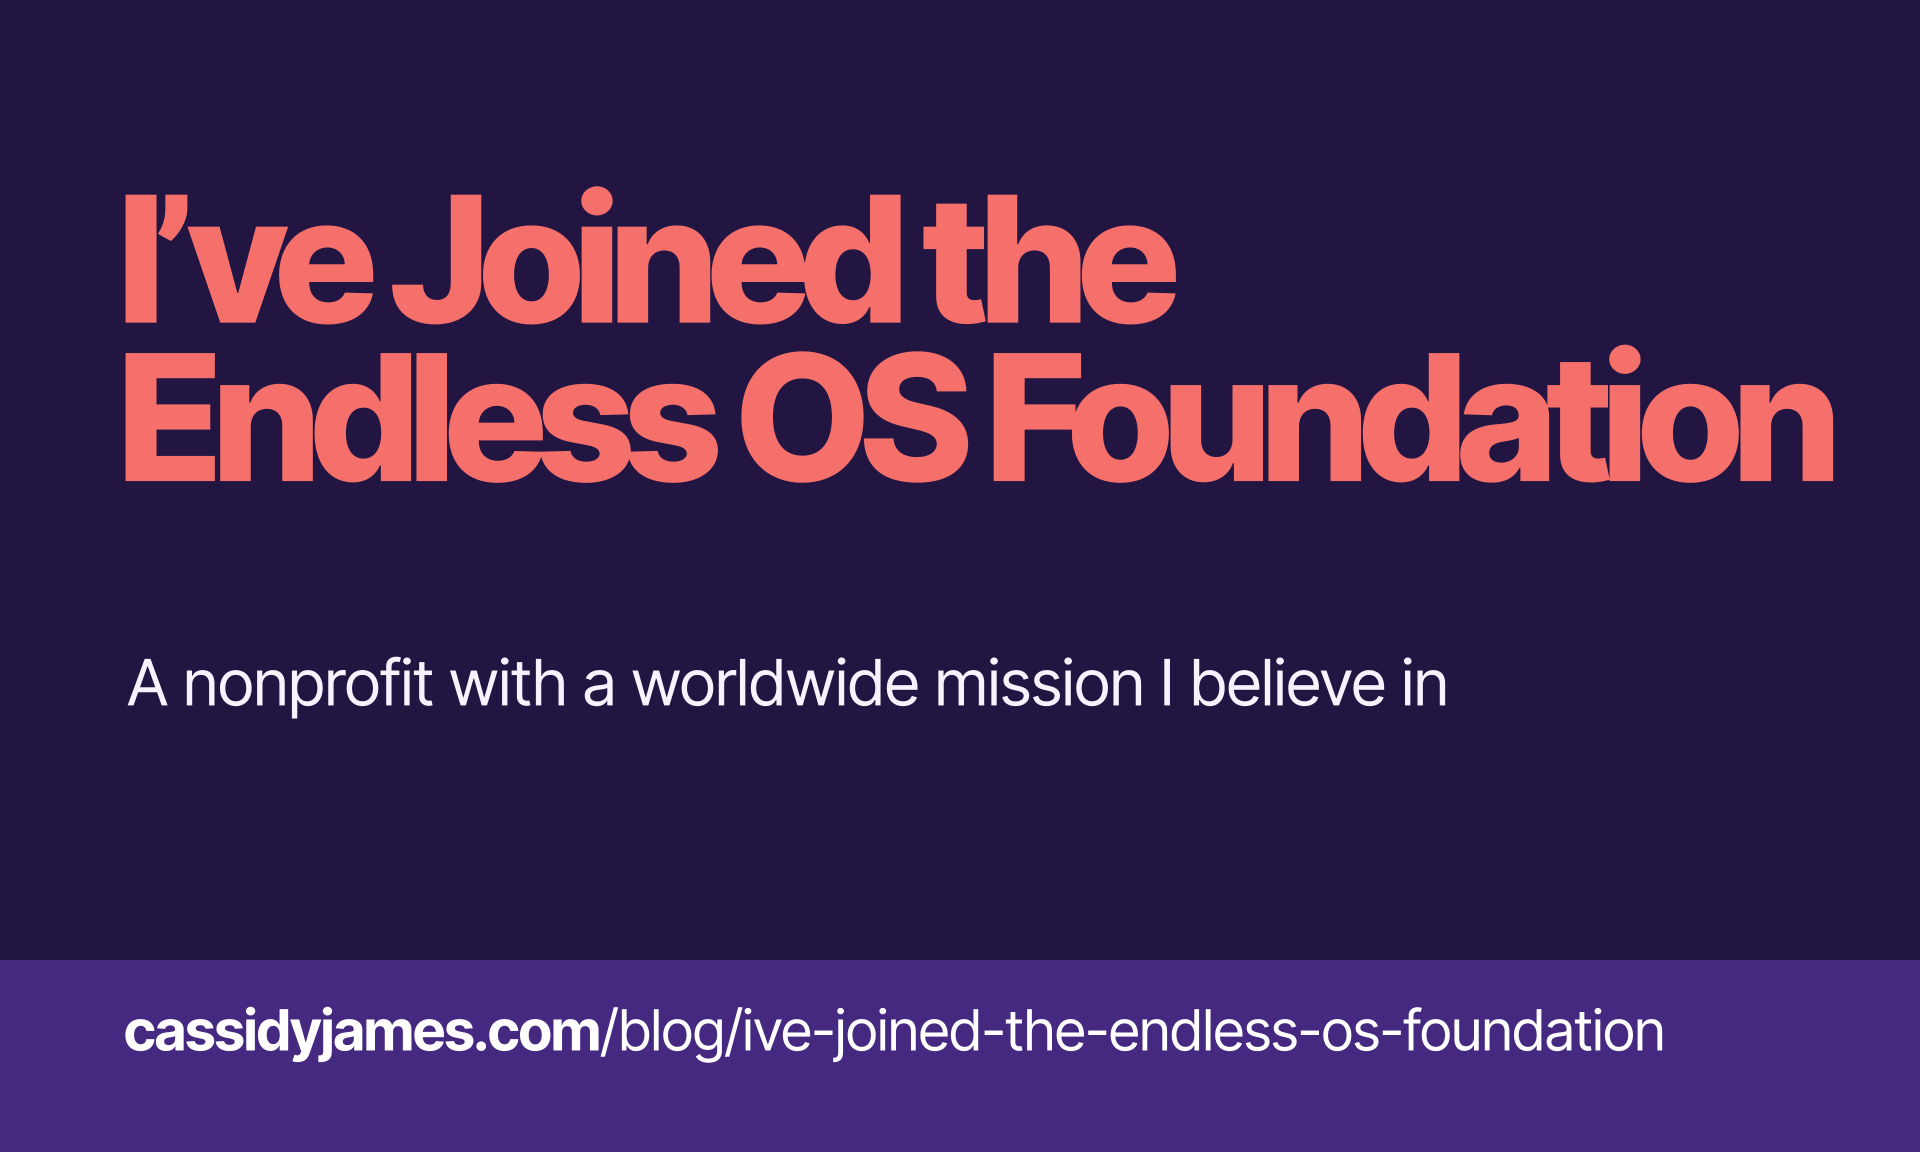 I’ve Joined the
Endless OS Foundation
A nonprofit with a worldwide mission I believe in
cassidyjames.com/blog/ive-joined-the-endless-os-foundation